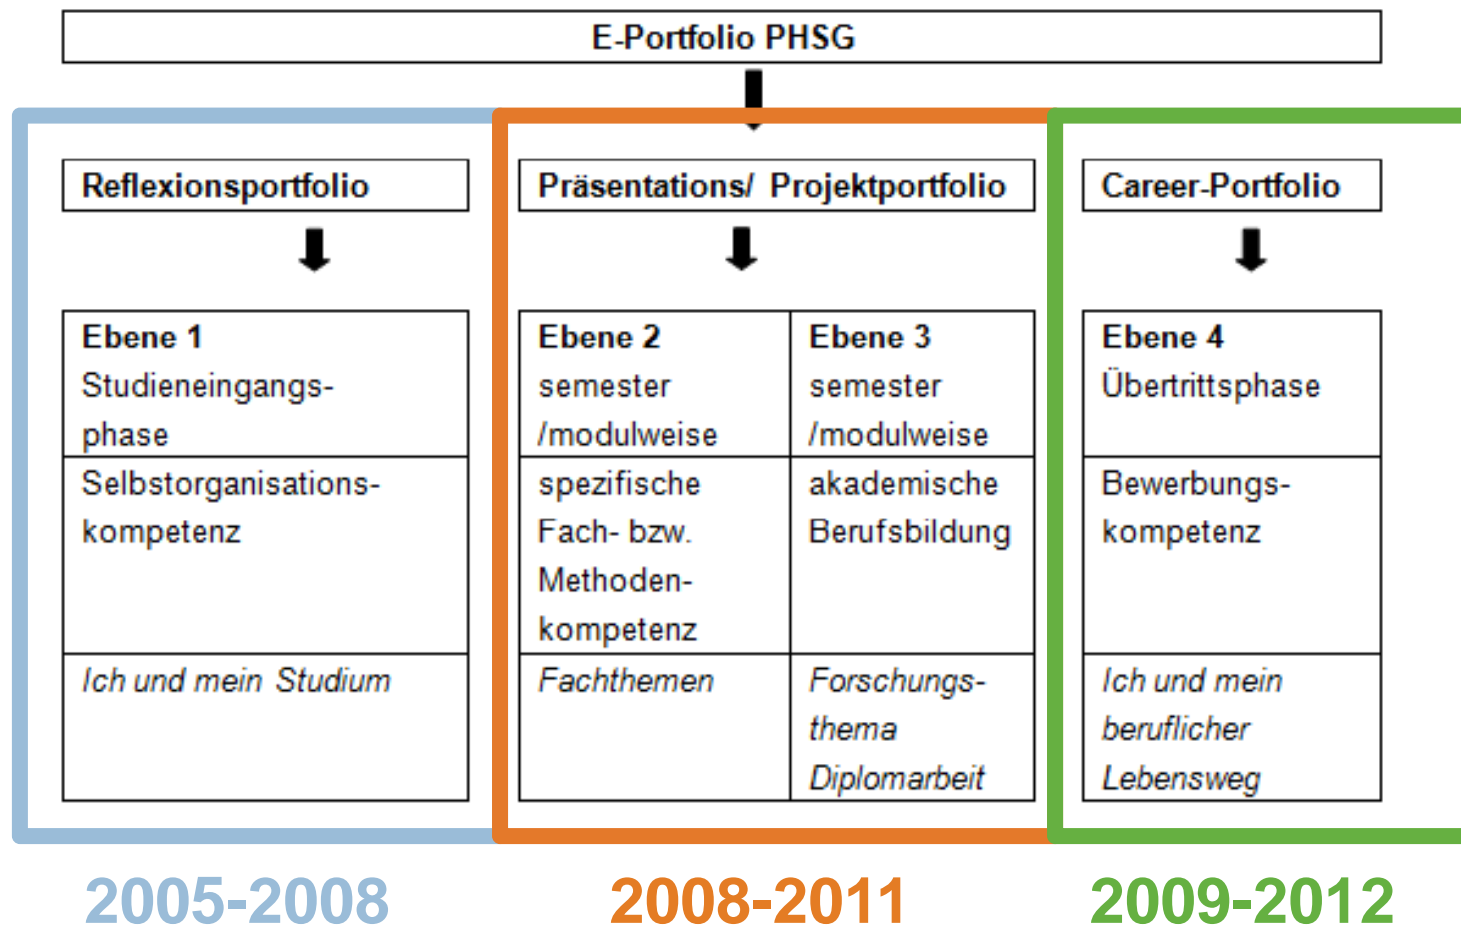 E-Portfolio PHSG
Reflexionsportfolio
Ebene 1
Studieneingangs-
phase
Selbstorganisations-
kompetenz
Ich und mein Studium
2005-2008
Präsentations/ Projektportfolio
Ebene 2
semester
/modulweise
spezifische
Fach- bzw.
Methoden-
kompetenz
Fachthemen
Ebene 3
semester
/modulweise
akademische
Berufsbildung
Forschungs-
thema
Diplomarbeit
2008-2011
Career-Portfolio
Ebene 4
Übertrittsphase
Bewerbungs-
kompetenz
Ich und mein
beruflicher
Lebensweg
2009-2012